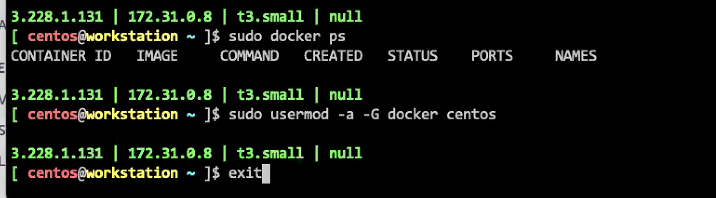 3.228.1.131 | 172.31.0.8 | t3.small | null
[ centos@workstation ~ ]$ sudo docker ps
CONTAINER ID   IMAGE     COMMAND   CREATED   STATUS    PORTS     NAMES
3.228.1.131 | 172.31.0.8 | t3.small | null
[ centos@workstation ~ ]$ sudo usermod -a -G docker centos
3.228.1.131 | 172.31.0.8 | t3.small | null
[ centos@workstation ~ ]$ exit